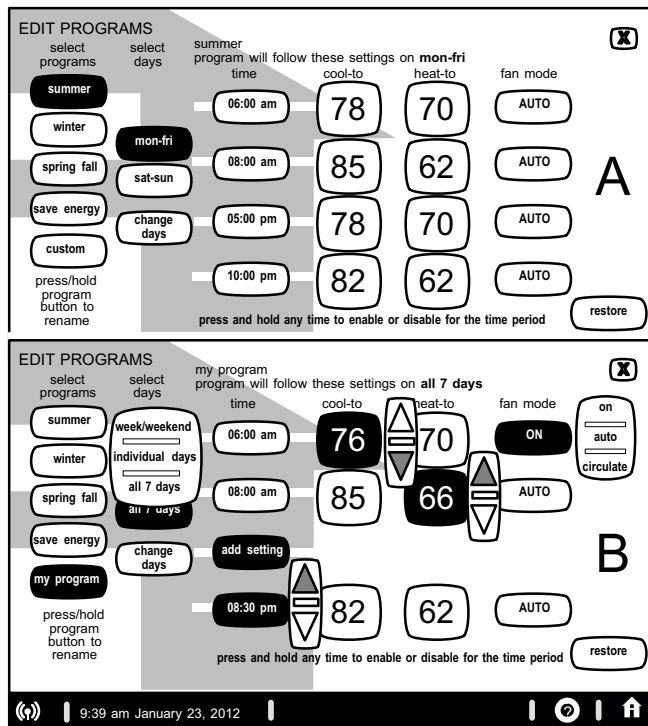 EDIT PROGRAMS
select programs
select days
summer
program will follow these settings on mon-fri
time cool-to heat-to fan mode
X
summer
winter
spring fall
save energy
custom
mon-fri
sat-sun
change days
06:00 am 78 70 AUTO
08:00 am 85 62 AUTO
05:00 pm 78 70 AUTO
10:00 pm 82 62 AUTO
A
press/hold
program
button to
rename
press and hold any time to enable or disable for the time period
restore
EDIT PROGRAMS
select programs
select days
my program
program will follow these settings on all 7 days
time cool-to heat-to fan mode
X
summer
winter
spring fall
save energy
my program
week/weekend
individual days
all 7 days
all 7 days
change days
06:00 am 76 70 ON
on
auto
circulate
08:00 am 85 66 AUTO
add setting
08:30 pm 82 62 AUTO
B
press/hold
program
button to
rename
press and hold any time to enable or disable for the time period
restore
9:39 am January 23, 2012
?